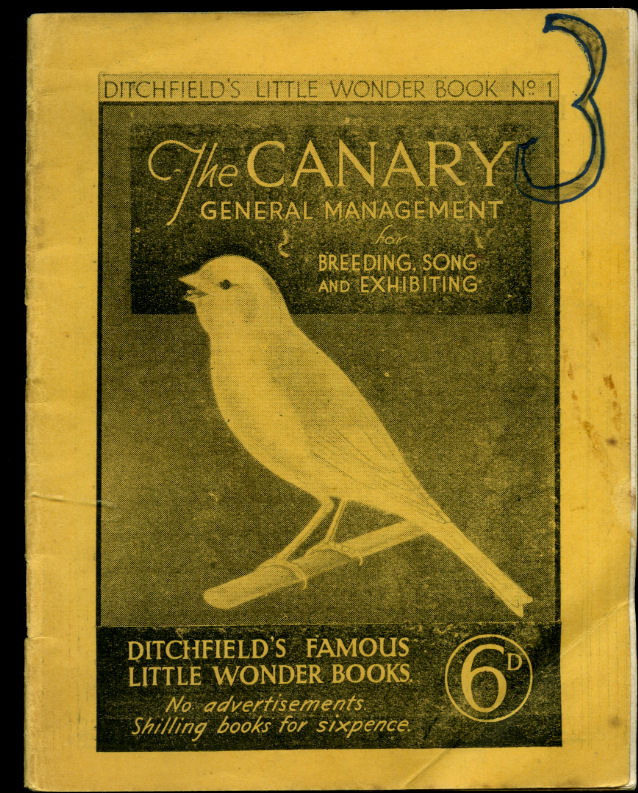 DITCHFIELD'S LITTLE WONDER BOOK Nº 1
3
The CANARY
GENERAL MANAGEMENT
for
BREEDING, SONG
AND EXHIBITING
DITCHFIELD'S FAMOUS
LITTLE WONDER BOOKS.
6D
No advertisements.
Shilling books for sixpence.